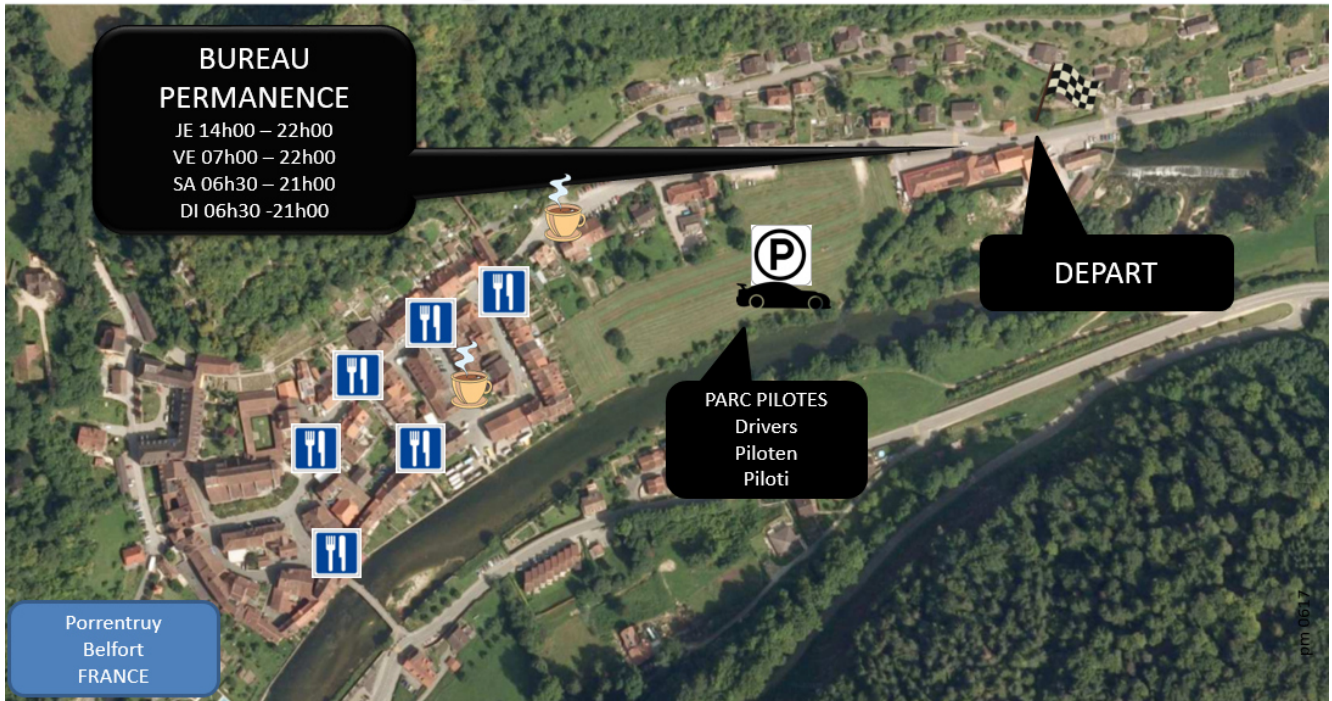 BUREAU
PERMANENCE
JE 14h00 – 22h00
VE 07h00 – 22h00
SA 06h30 – 21h00
DI 06h30 -21h00
P
DEPART
PARC PILOTES
Drivers
Piloten
Piloti
Porrentruy
Belfort
FRANCE
pm 0617